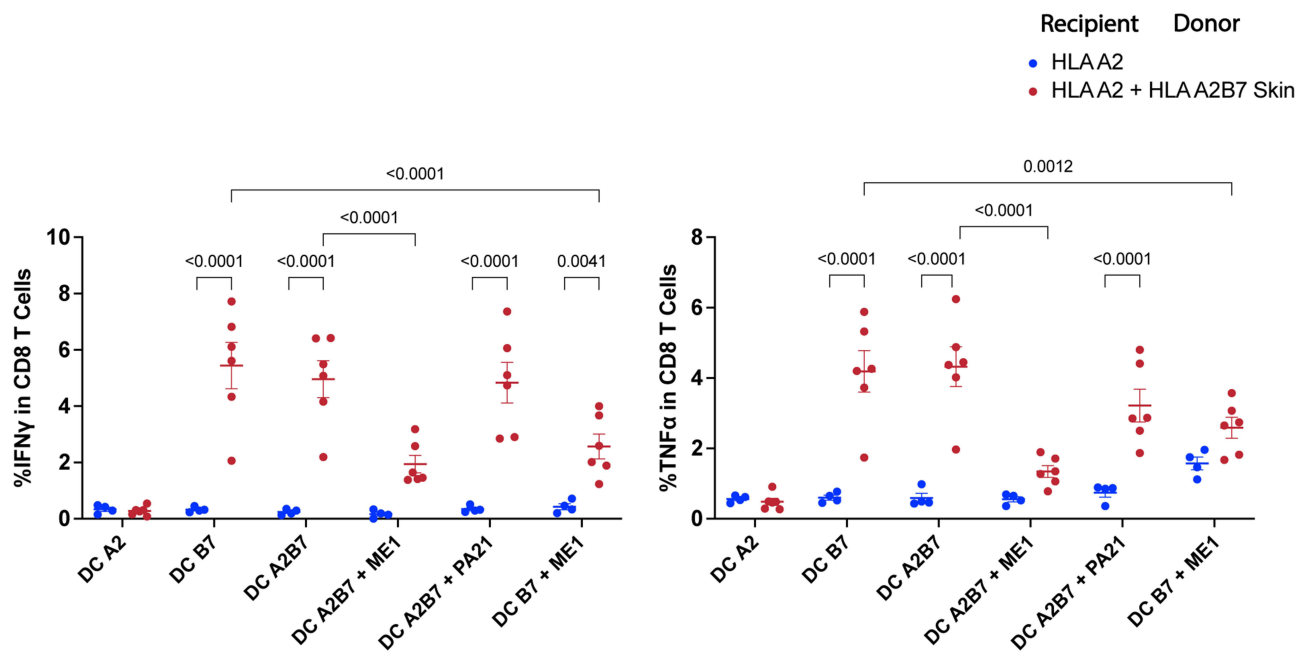 Recipient Donor
HLA A2
HLA A2 + HLA A2B7 Skin
%IFNγ in CD8 T Cells
10
8
6
4
2
0
<0.0001
<0.0001
<0.0001
<0.0001
<0.0001
0.0041
DC A2
DC B7
DC A2B7
DC A2B7 + ME1
DC A2B7 + PA21
DC B7 + ME1
%TNFα in CD8 T Cells
8
6
4
2
0
0.0012
<0.0001
<0.0001
<0.0001
<0.0001
DC A2
DC B7
DC A2B7
DC A2B7 + ME1
DC A2B7 + PA21
DC B7 + ME1